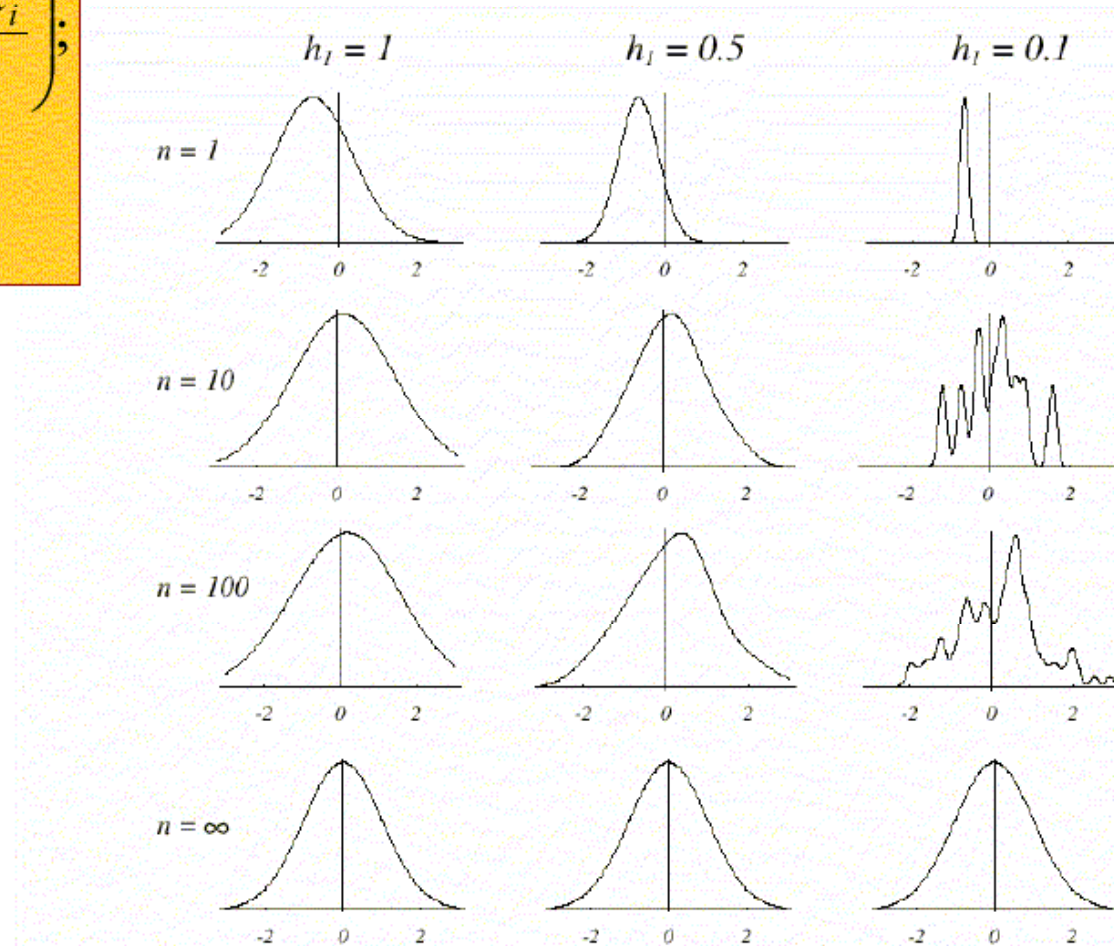 i
);
h₁ = 1 h₁ = 0.5 h₁ = 0.1
n = 1
-2 0 2 -2 0 2 -2 0 2
n = 10
-2 0 2 -2 0 2 -2 0 2
n = 100
-2 0 2 -2 0 2 -2 0 2
n = ∞
-2 0 2 -2 0 2 -2 0 2